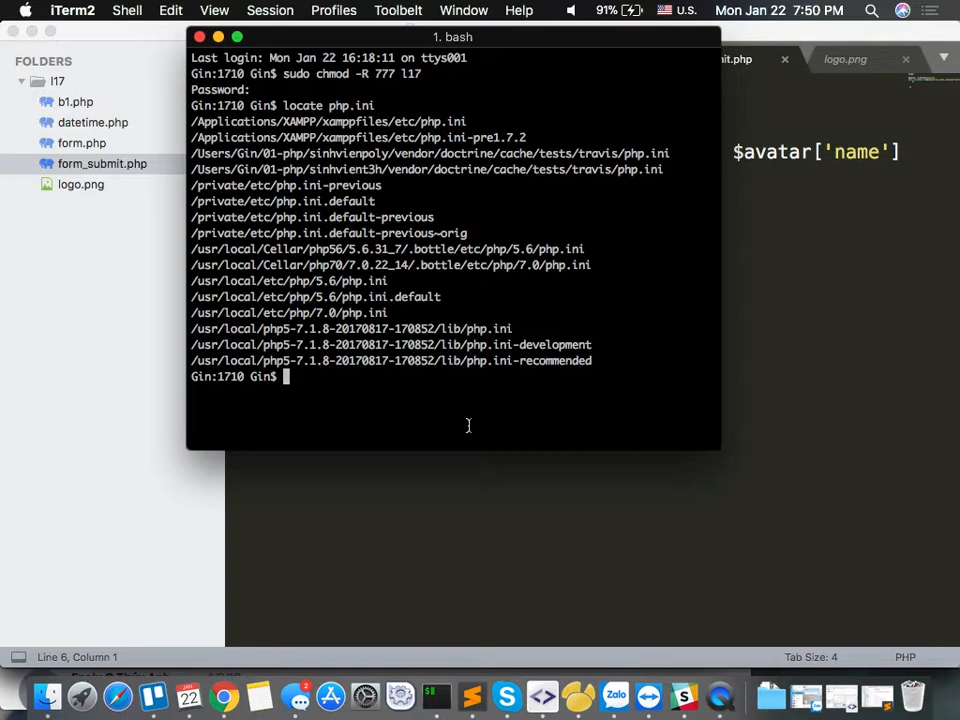 iTerm2 Shell Edit View Session Profiles Toolbelt Window Help 91% U.S. Mon Jan 22 7:50 PM
1. bash
Last login: Mon Jan 22 16:18:11 on ttys001
Gin:1710 Gin$ sudo chmod -R 777 l17
Password:
Gin:1710 Gin$ locate php.ini
/Applications/XAMPP/xamppfiles/etc/php.ini
/Applications/XAMPP/xamppfiles/etc/php.ini-pre1.7.2
/Users/Gin/01-php/sinhvienpoly/vendor/doctrine/cache/tests/travis/php.ini
/Users/Gin/01-php/sinhvient3h/vendor/doctrine/cache/tests/travis/php.ini
/private/etc/php.ini-previous
/private/etc/php.ini.default
/private/etc/php.ini.default-previous
/private/etc/php.ini.default-previous~orig
/usr/local/Cellar/php56/5.6.31_7/.bottle/etc/php/5.6/php.ini
/usr/local/Cellar/php70/7.0.22_14/.bottle/etc/php/7.0/php.ini
/usr/local/etc/php/5.6/php.ini
/usr/local/etc/php/5.6/php.ini.default
/usr/local/etc/php/7.0/php.ini
/usr/local/php5-7.1.8-20170817-170852/lib/php.ini
/usr/local/php5-7.1.8-20170817-170852/lib/php.ini-development
/usr/local/php5-7.1.8-20170817-170852/lib/php.ini-recommended
Gin:1710 Gin$
FOLDERS
l17
b1.php
datetime.php
form.php
form_submit.php
logo.png
mit.php
logo.png
$avatar['name']
Line 6, Column 1
Tab Size: 4
PHP
22
Zalo